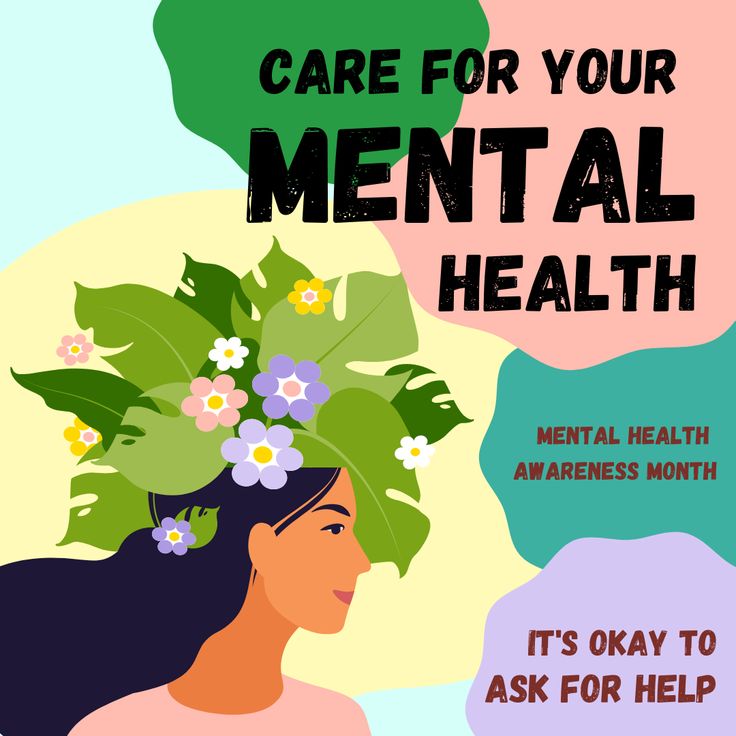 CARE FOR YOUR
MENTAL
HEALTH
MENTAL HEALTH
AWARENESS MONTH
IT'S OKAY TO
ASK FOR HELP